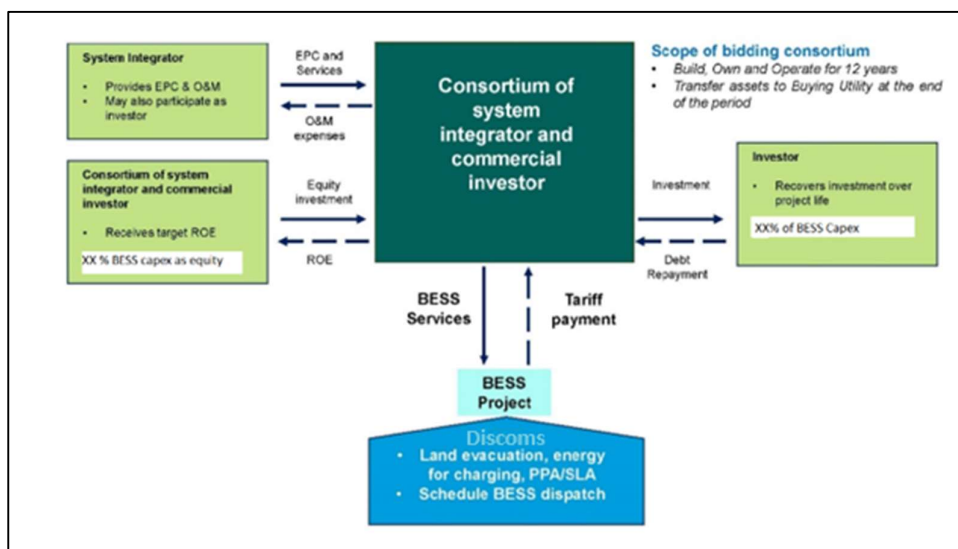 System Integrator
• Provides EPC & O&M
• May also participate as
investor
EPC and
Services
O&M
expenses
Consortium of
system
integrator and
commercial
investor
Scope of bidding consortium
• Build, Own and Operate for 12 years
• Transfer assets to Buying Utility at the end
of the period
Consortium of system
integrator and commercial
investor
• Receives target ROE
XX % BESS capex as equity
Equity
investment
ROE
Investment
Debt
Repayment
Investor
• Recovers investment over
project life
XX% of BESS Capex
BESS
Services
Tariff
payment
BESS
Project
Discoms
• Land evacuation, energy
for charging, PPA/SLA
• Schedule BESS dispatch